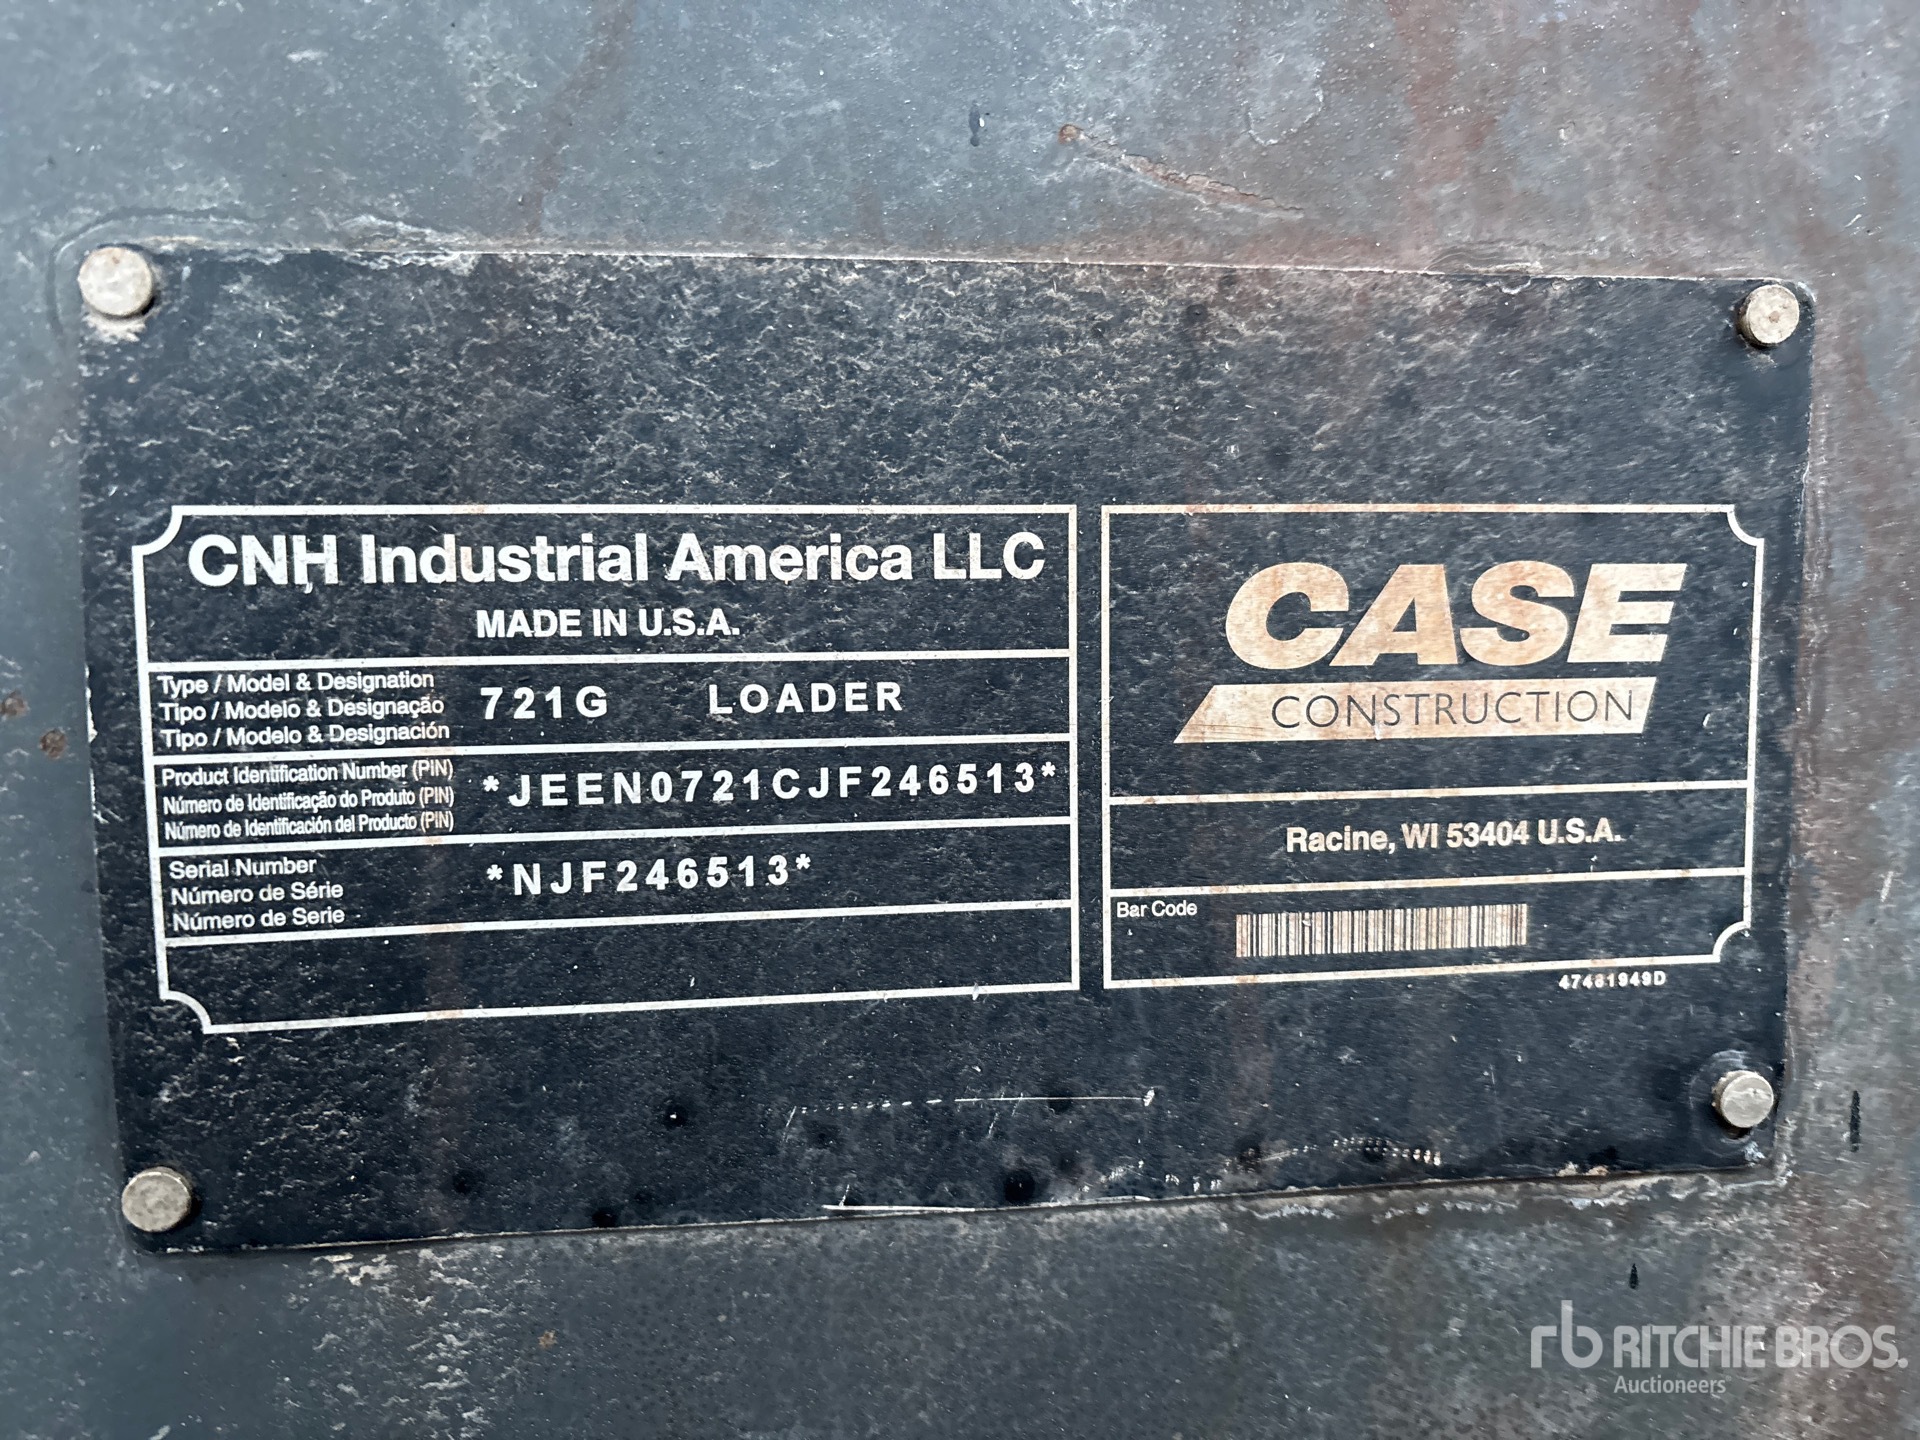 CNH Industrial America LLC
MADE IN U.S.A.
Type / Model & Designation
Tipo / Modelo & Designação
Tipo / Modelo & Designación
721G LOADER
Product Identification Number (PIN)
Número de Identificação do Produto (PIN)
Número de Identificación del Producto (PIN)
*JEEN0721CJF246513*
Serial Number
Número de Série
Número de Serie
*NJF246513*
CASE
CONSTRUCTION
Racine, WI 53404 U.S.A.
Bar Code
47481949D
rb RITCHIE BROS.
Auctioneers